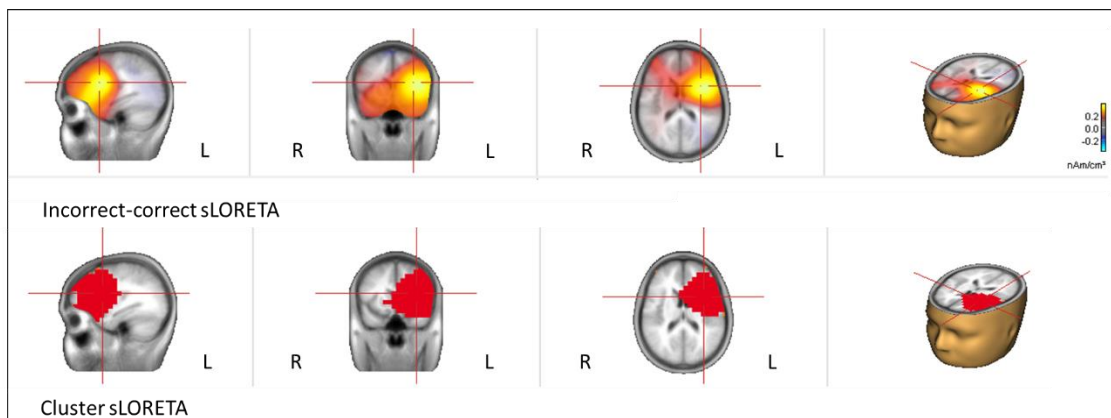 L
R L
R L
0.2
0.0
-0.2
nAm/cm³
Incorrect-correct sLORETA
L
R L
R L
Cluster sLORETA